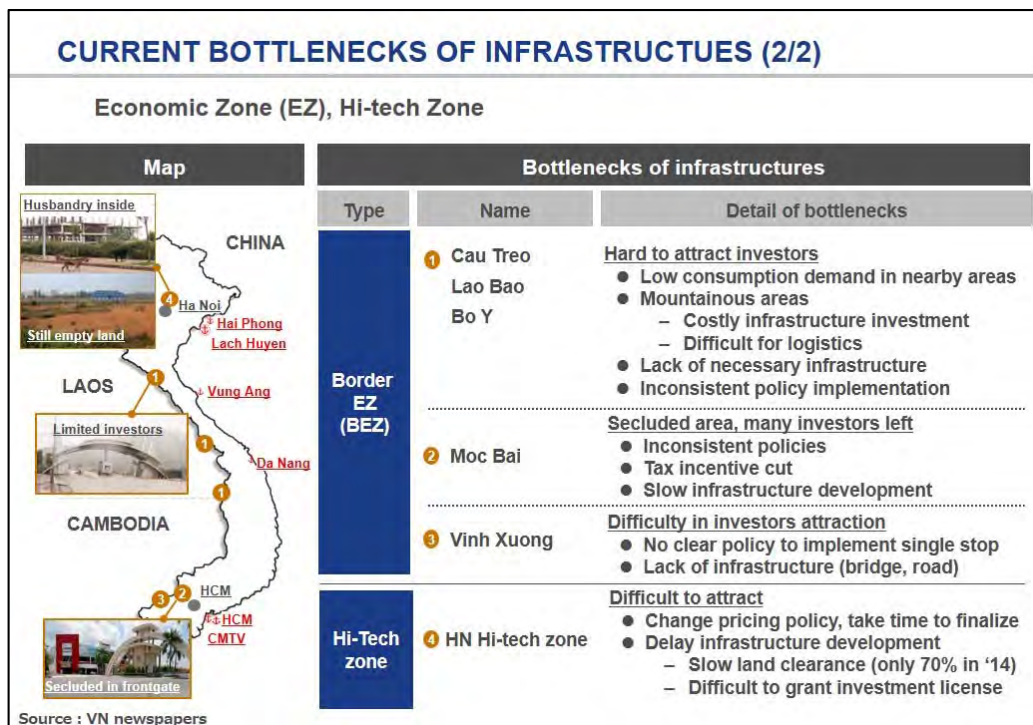 CURRENT BOTTLENECKS OF INFRASTRUCTUES (2/2)
Economic Zone (EZ), Hi-tech Zone
Map
Husbandry inside
Still empty land
CHINA
4
Ha Noi
Hai Phong
Lach Huyen
LAOS
1
Vung Ang
Limited investors
1
Da Nang
1
CAMBODIA
HCM
3
2
HCM
CMTV
Secluded in frontgate
Bottlenecks of infrastructures
Type
Name
Detail of bottlenecks
Border
EZ
(BEZ)
1 Cau Treo
Lao Bao
Bo Y
Hard to attract investors
● Low consumption demand in nearby areas
● Mountainous areas
– Costly infrastructure investment
– Difficult for logistics
● Lack of necessary infrastructure
● Inconsistent policy implementation
2 Moc Bai
Secluded area, many investors left
● Inconsistent policies
● Tax incentive cut
● Slow infrastructure development
3 Vinh Xuong
Difficulty in investors attraction
● No clear policy to implement single stop
● Lack of infrastructure (bridge, road)
Hi-Tech
zone
4 HN Hi-tech zone
Difficult to attract
● Change pricing policy, take time to finalize
● Delay infrastructure development
– Slow land clearance (only 70% in ‘14)
– Difficult to grant investment license
Source : VN newspapers